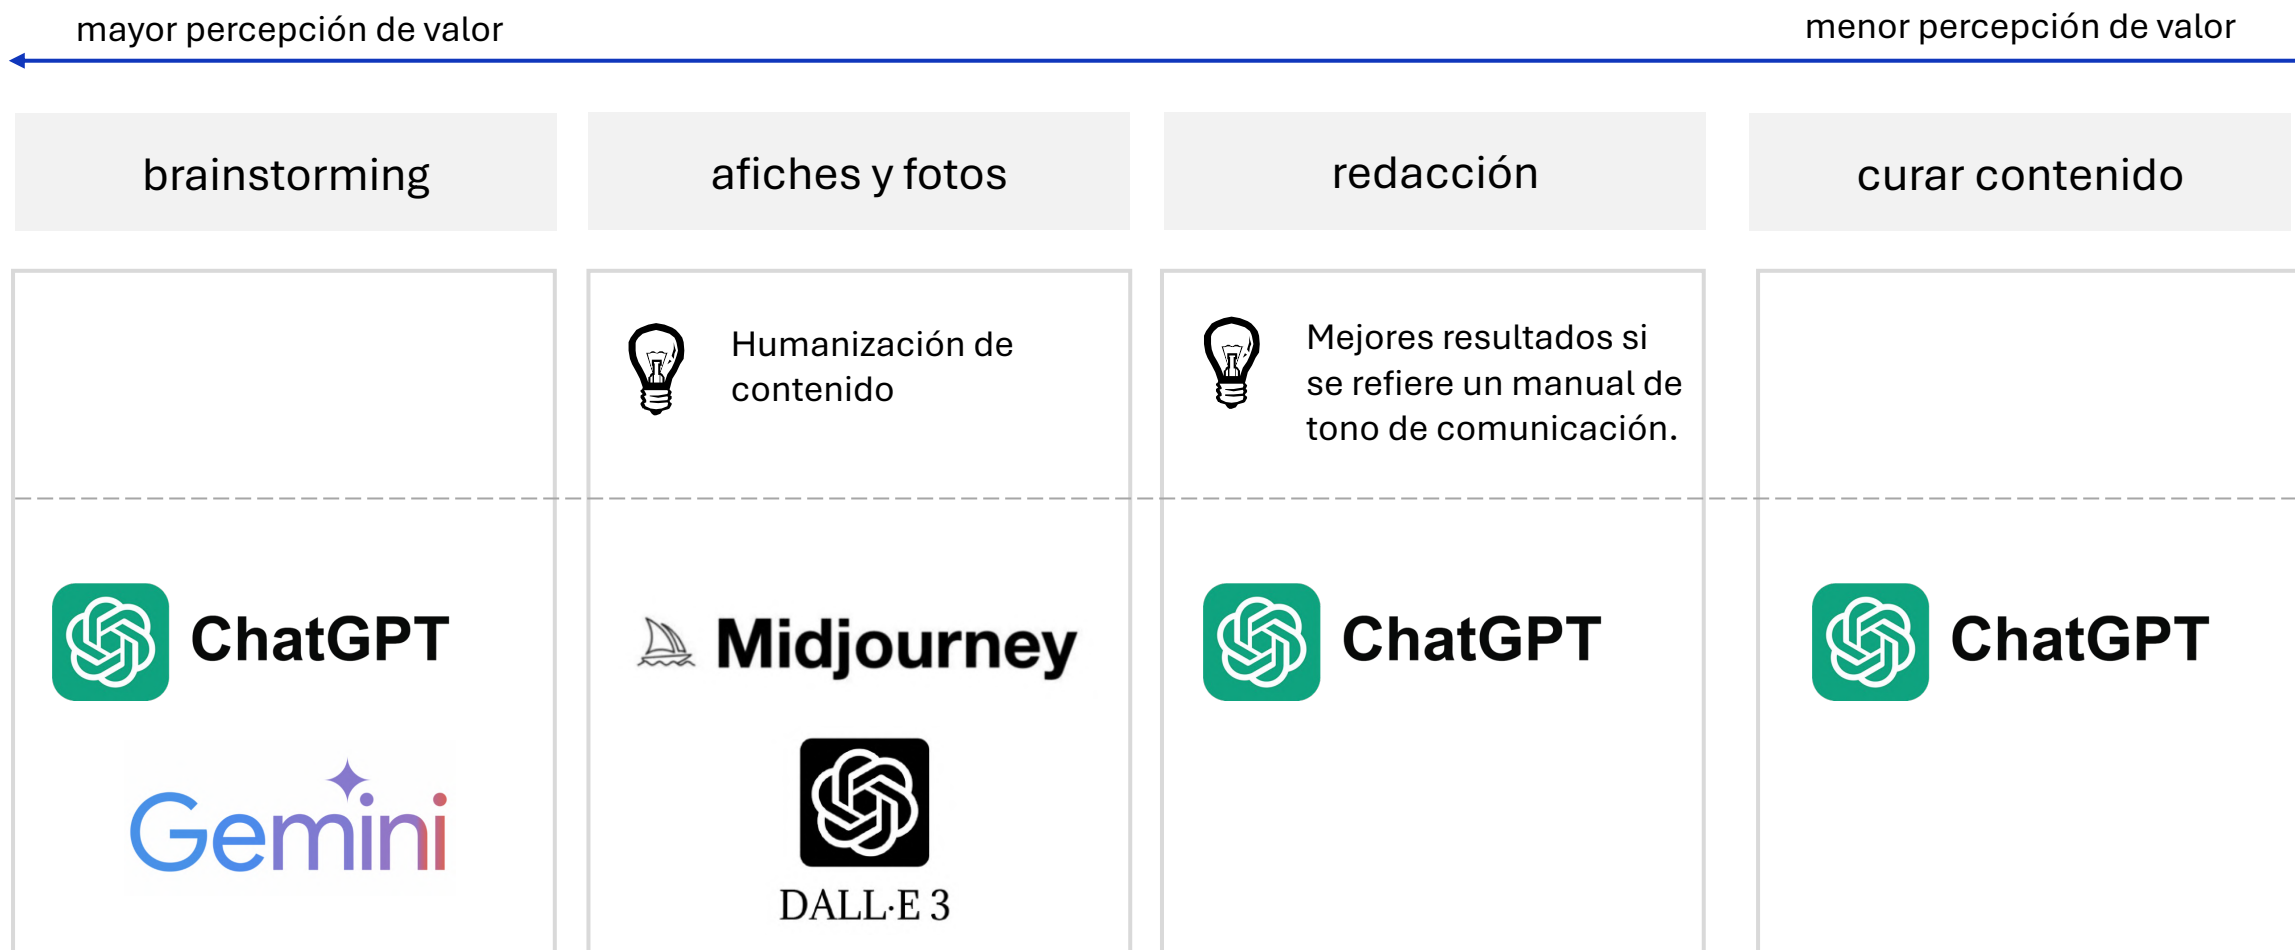 mayor percepción de valor
menor percepción de valor
brainstorming
afiches y fotos
redacción
curar contenido
Humanización de
contenido
Mejores resultados si
se refiere un manual de
tono de comunicación.
ChatGPT
Gemini
Midjourney
DALL·E 3
ChatGPT
ChatGPT